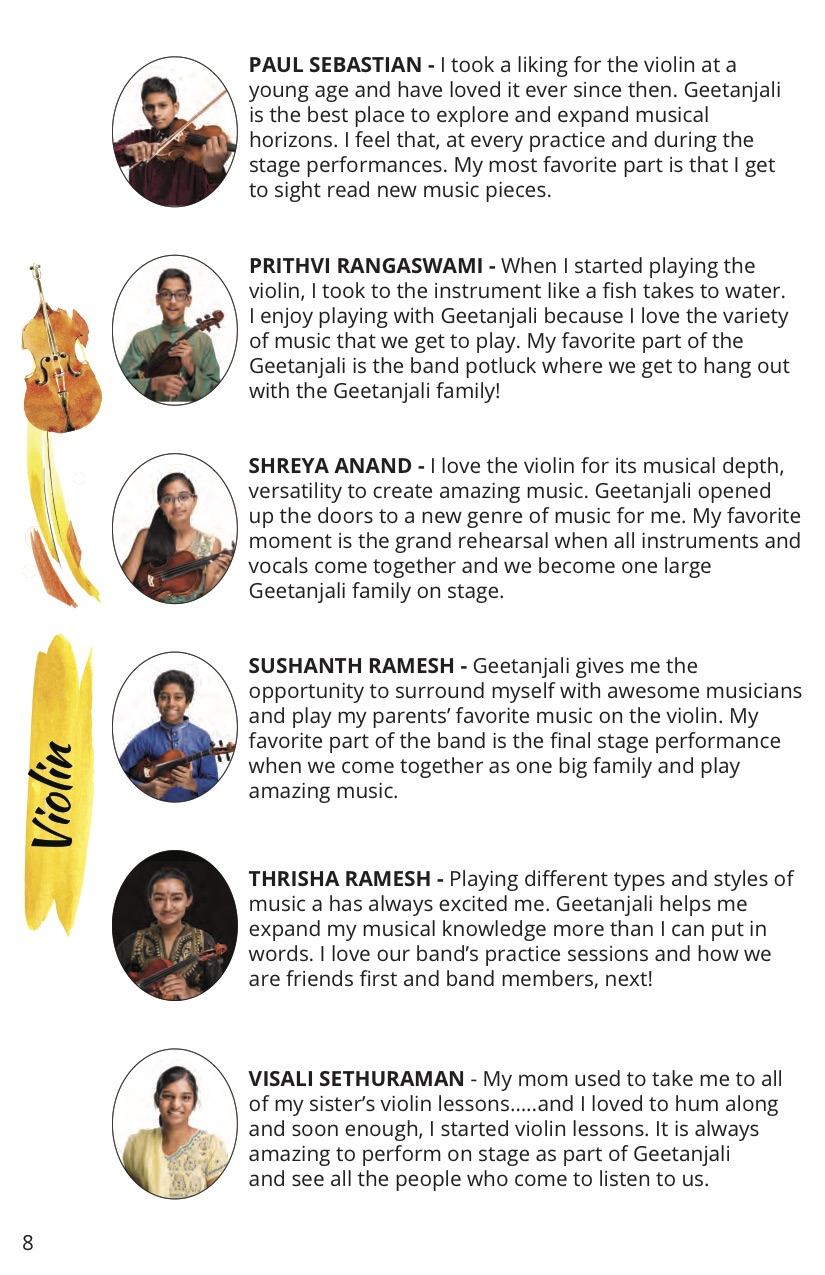 PAUL SEBASTIAN - I took a liking for the violin at a
young age and have loved it ever since then. Geetanjali
is the best place to explore and expand musical
horizons. I feel that, at every practice and during the
stage performances. My most favorite part is that I get
to sight read new music pieces.
PRITHVI RANGASWAMI - When I started playing the
violin, I took to the instrument like a fish takes to water.
I enjoy playing with Geetanjali because I love the variety
of music that we get to play. My favorite part of the
Geetanjali is the band potluck where we get to hang out
with the Geetanjali family!
SHREYA ANAND - I love the violin for its musical depth,
versatility to create amazing music. Geetanjali opened
up the doors to a new genre of music for me. My favorite
moment is the grand rehearsal when all instruments and
vocals come together and we become one large
Geetanjali family on stage.
SUSHANTH RAMESH - Geetanjali gives me the
opportunity to surround myself with awesome musicians
and play my parents’ favorite music on the violin. My
favorite part of the band is the final stage performance
when we come together as one big family and play
amazing music.
Violin
THRISHA RAMESH - Playing different types and styles of
music a has always excited me. Geetanjali helps me
expand my musical knowledge more than I can put in
words. I love our band’s practice sessions and how we
are friends first and band members, next!
VISALI SETHURAMAN - My mom used to take me to all
of my sister’s violin lessons.....and I loved to hum along
and soon enough, I started violin lessons. It is always
amazing to perform on stage as part of Geetanjali
and see all the people who come to listen to us.
8